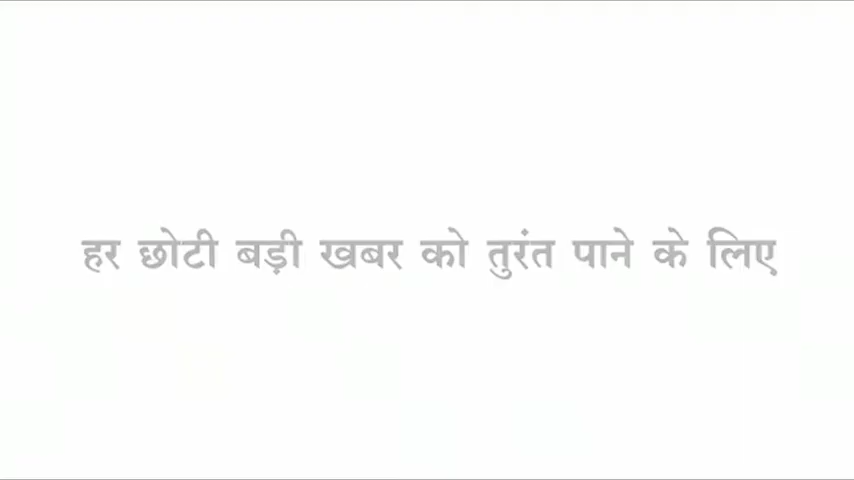 हर छोटी बड़ी खबर को तुरंत पाने के लिए